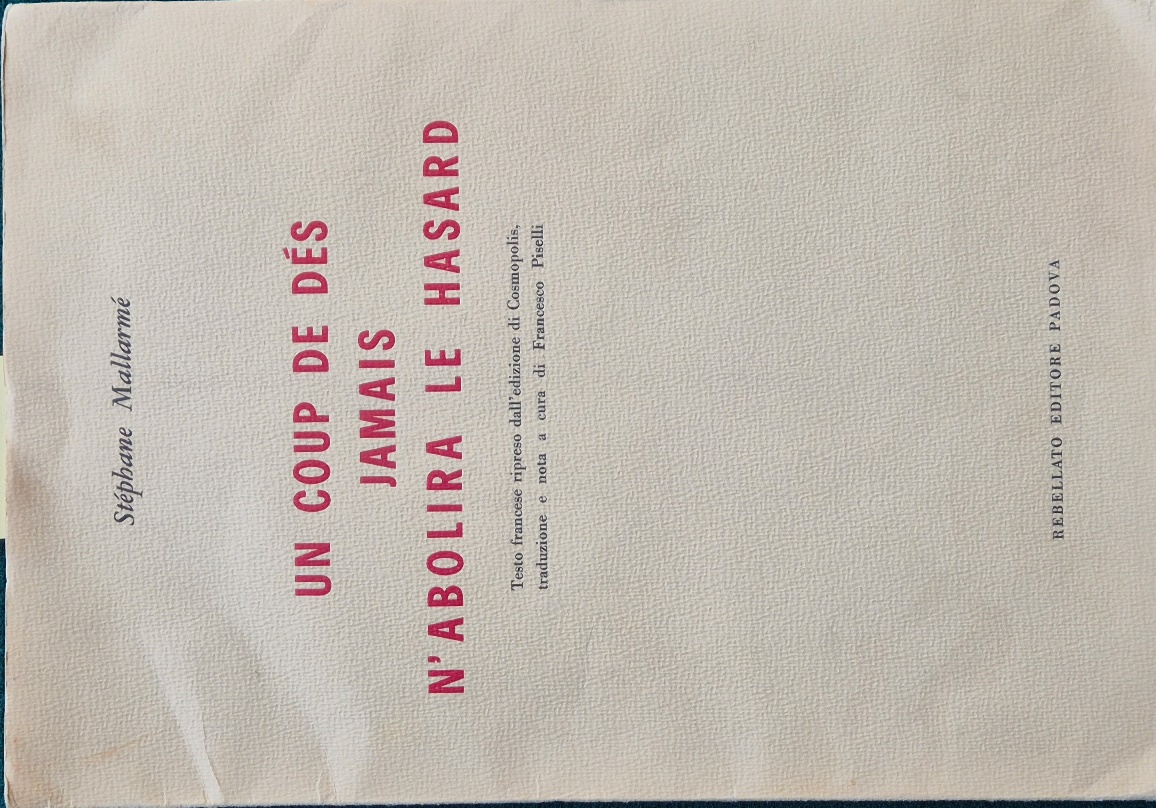 Stéphane Mallarmé
UN COUP DE DÉS
JAMAIS
N'ABOLIRA LE HASARD
Testo francese ripreso dall'edizione di Cosmopolis,
traduzione e nota a cura di Francesco Piselli
REBELLATO EDITORE PADOVA